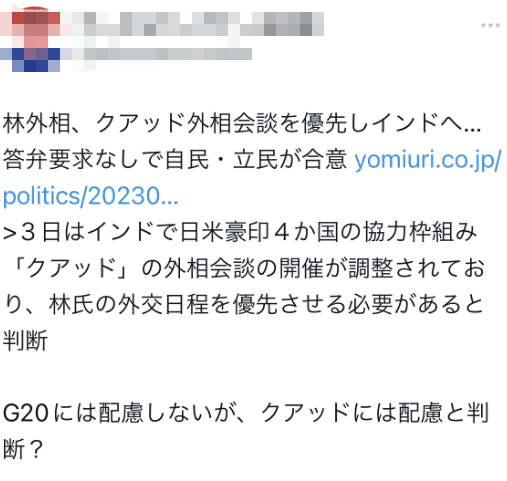 林外相、クアッド外相会談を優先しインドへ…
答弁要求なしで自民・立民が合意 yomiuri.co.jp/
politics/20230…
>３日はインドで日米豪印４か国の協力枠組み
「クアッド」の外相会談の開催が調整されてお
り、林氏の外交日程を優先させる必要があると
判断
G20には配慮しないが、クアッドには配慮と判
断？